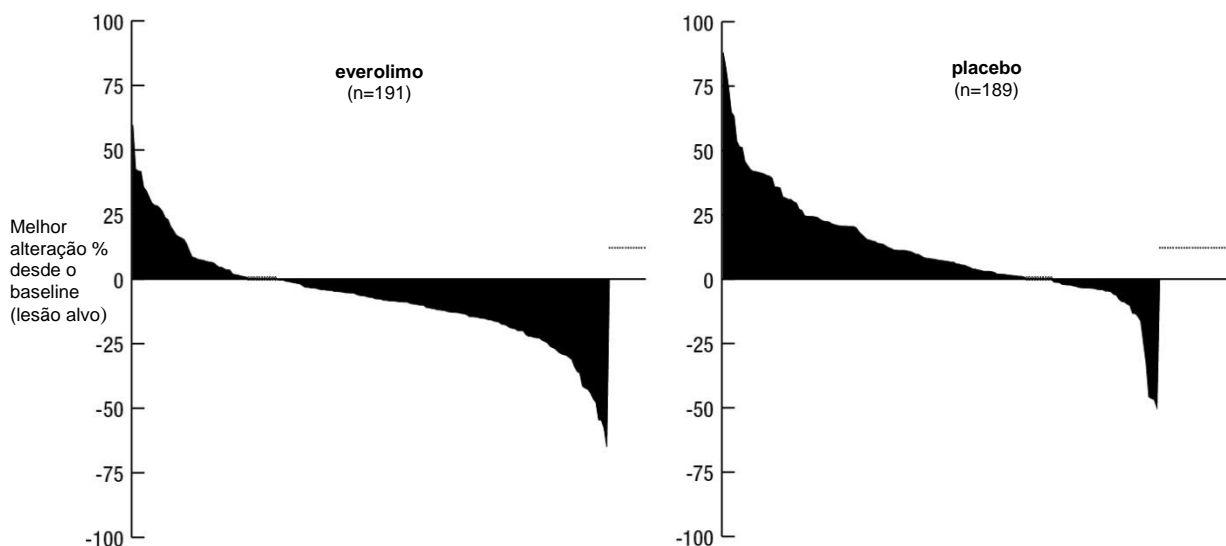 everolimo
(n=191)
Melhor
alteração %
desde o
baseline
(lesão alvo)
100
75
50
25
0
-25
-50
-75
-100
placebo
(n=189)
100
75
50
25
0
-25
-50
-75
-100